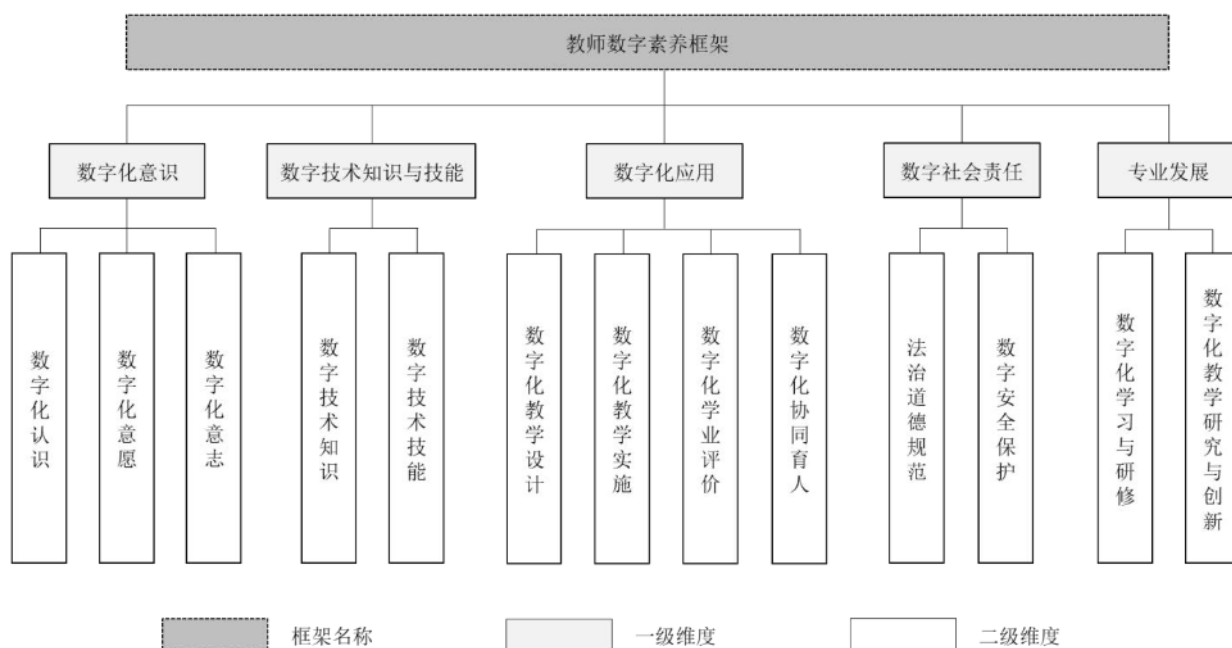 教师数字素养框架
数字化意识
数字技术知识与技能
数字化应用
数字社会责任
专业发展
数字化认识
数字化意愿
数字化意志
数字技术知识
数字技术技能
数字化教学设计
数字化教学实施
数字化学业评价
数字化协同育人
法治道德规范
数字安全保护
数字化学习与研修
数字化教学研究与创新
框架名称
一级维度
二级维度